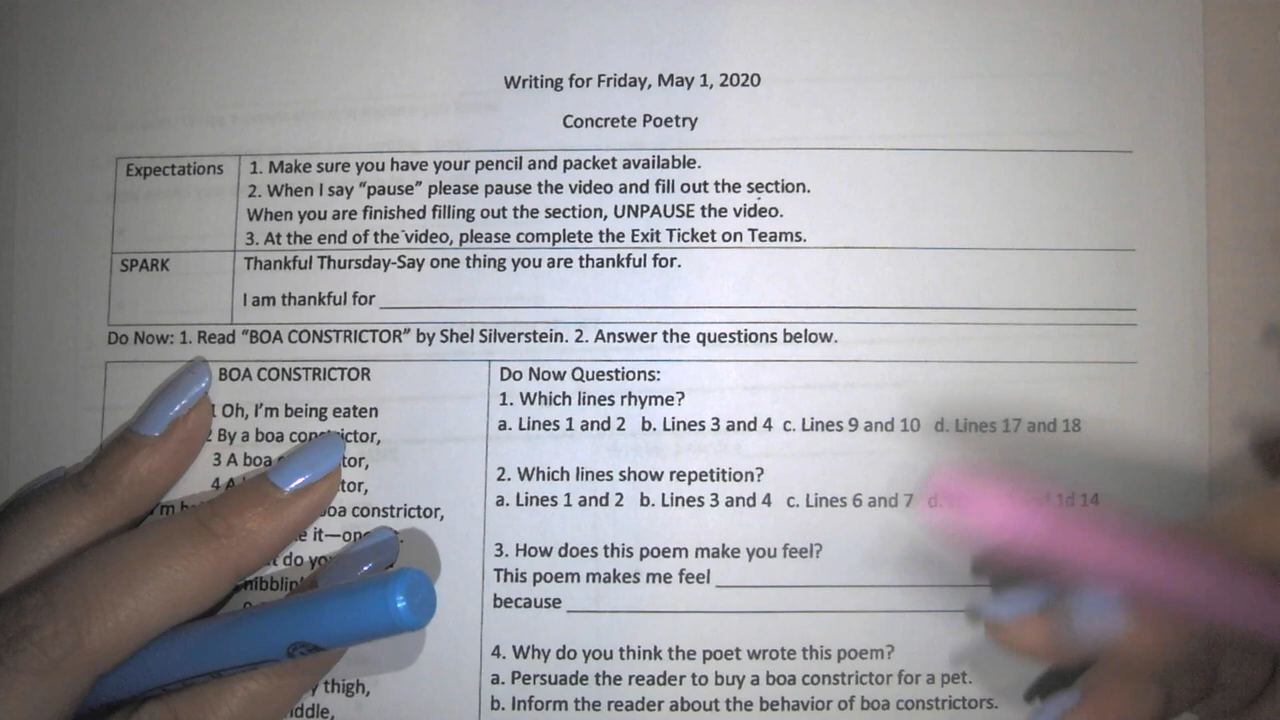 Writing for Friday, May 1, 2020
Concrete Poetry
Expectations
1. Make sure you have your pencil and packet available.
2. When I say “pause” please pause the video and fill out the section.
When you are finished filling out the section, UNPAUSE the video.
3. At the end of the video, please complete the Exit Ticket on Teams.
SPARK
Thankful Thursday-Say one thing you are thankful for.
I am thankful for
Do Now: 1. Read “BOA CONSTRICTOR” by Shel Silverstein. 2. Answer the questions below.
BOA CONSTRICTOR
1 Oh, I’m being eaten
2 By a boa
3 A boa
4
boa constrictor,
it—
do
thigh,
Do Now Questions:
1. Which lines rhyme?
a. Lines 1 and 2 b. Lines 3 and 4 c. Lines 9 and 10 d. Lines 17 and 18
2. Which lines show repetition?
a. Lines 1 and 2 b. Lines 3 and 4 c. Lines 6 and 7 d. 14
3. How does this poem make you feel?
This poem makes me feel
because
4. Why do you think the poet wrote this poem?
a. Persuade the reader to buy a boa constrictor for a pet.
b. Inform the reader about the behavior of boa constrictors.